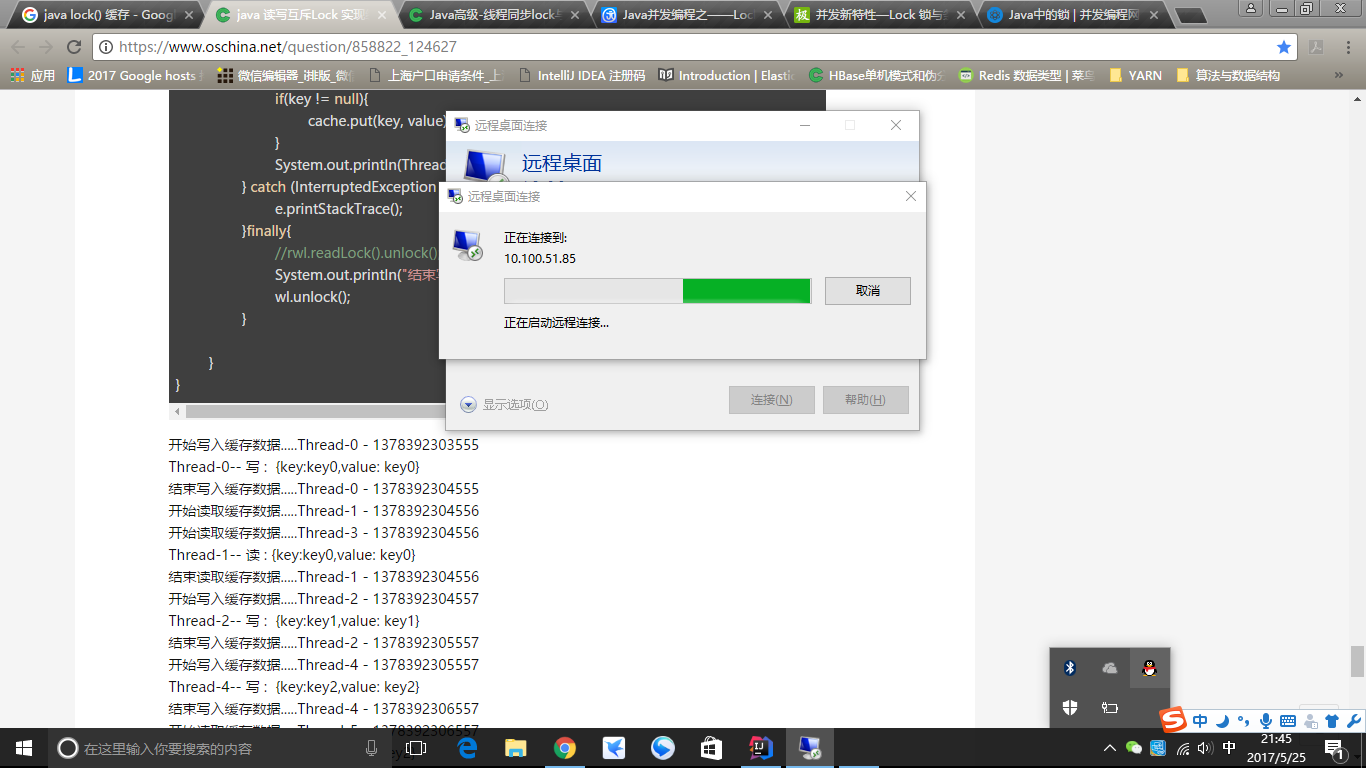 java lock() 缓存 - Goog
java 读写互斥Lock 实现
Java高级-线程同步lock与
Java并发编程之——Loc
并发新特性—Lock 锁与
Java中的锁 | 并发编程网
https://www.oschina.net/question/858822_124627
应用
2017 Google hosts
微信编辑器_i排版_微
上海户口申请条件_上
IntelliJ IDEA 注册码
Introduction | Elastic
HBase单机模式和伪分
Redis 数据类型 | 菜鸟
YARN
算法与数据结构
»
if(key != null){
cache.put(key, value)
}
System.out.println(Thread
} catch (InterruptedException
e.printStackTrace();
}finally{
//rwl.readLock().unlock()
System.out.println("结束
wl.unlock();
}
}
}
远程桌面连接
远程桌面
远程桌面连接
正在连接到:
10.100.51.85
取消
正在启动远程连接...
显示选项(O)
连接(N)
帮助(H)
开始写入缓存数据.....Thread-0 - 1378392303555
Thread-0-- 写 :  {key:key0,value: key0}
结束写入缓存数据.....Thread-0 - 1378392304555
开始读取缓存数据.....Thread-1 - 1378392304556
开始读取缓存数据.....Thread-3 - 1378392304556
Thread-1-- 读 : {key:key0,value: key0}
结束读取缓存数据.....Thread-1 - 1378392304556
开始写入缓存数据.....Thread-2 - 1378392304557
Thread-2-- 写 :  {key:key1,value: key1}
结束写入缓存数据.....Thread-2 - 1378392305557
开始写入缓存数据.....Thread-4 - 1378392305557
Thread-4-- 写 :  {key:key2,value: key2}
结束写入缓存数据.....Thread-4 - 1378392306557
中
在这里输入你要搜索的内容
中
21:45
2017/5/25
1